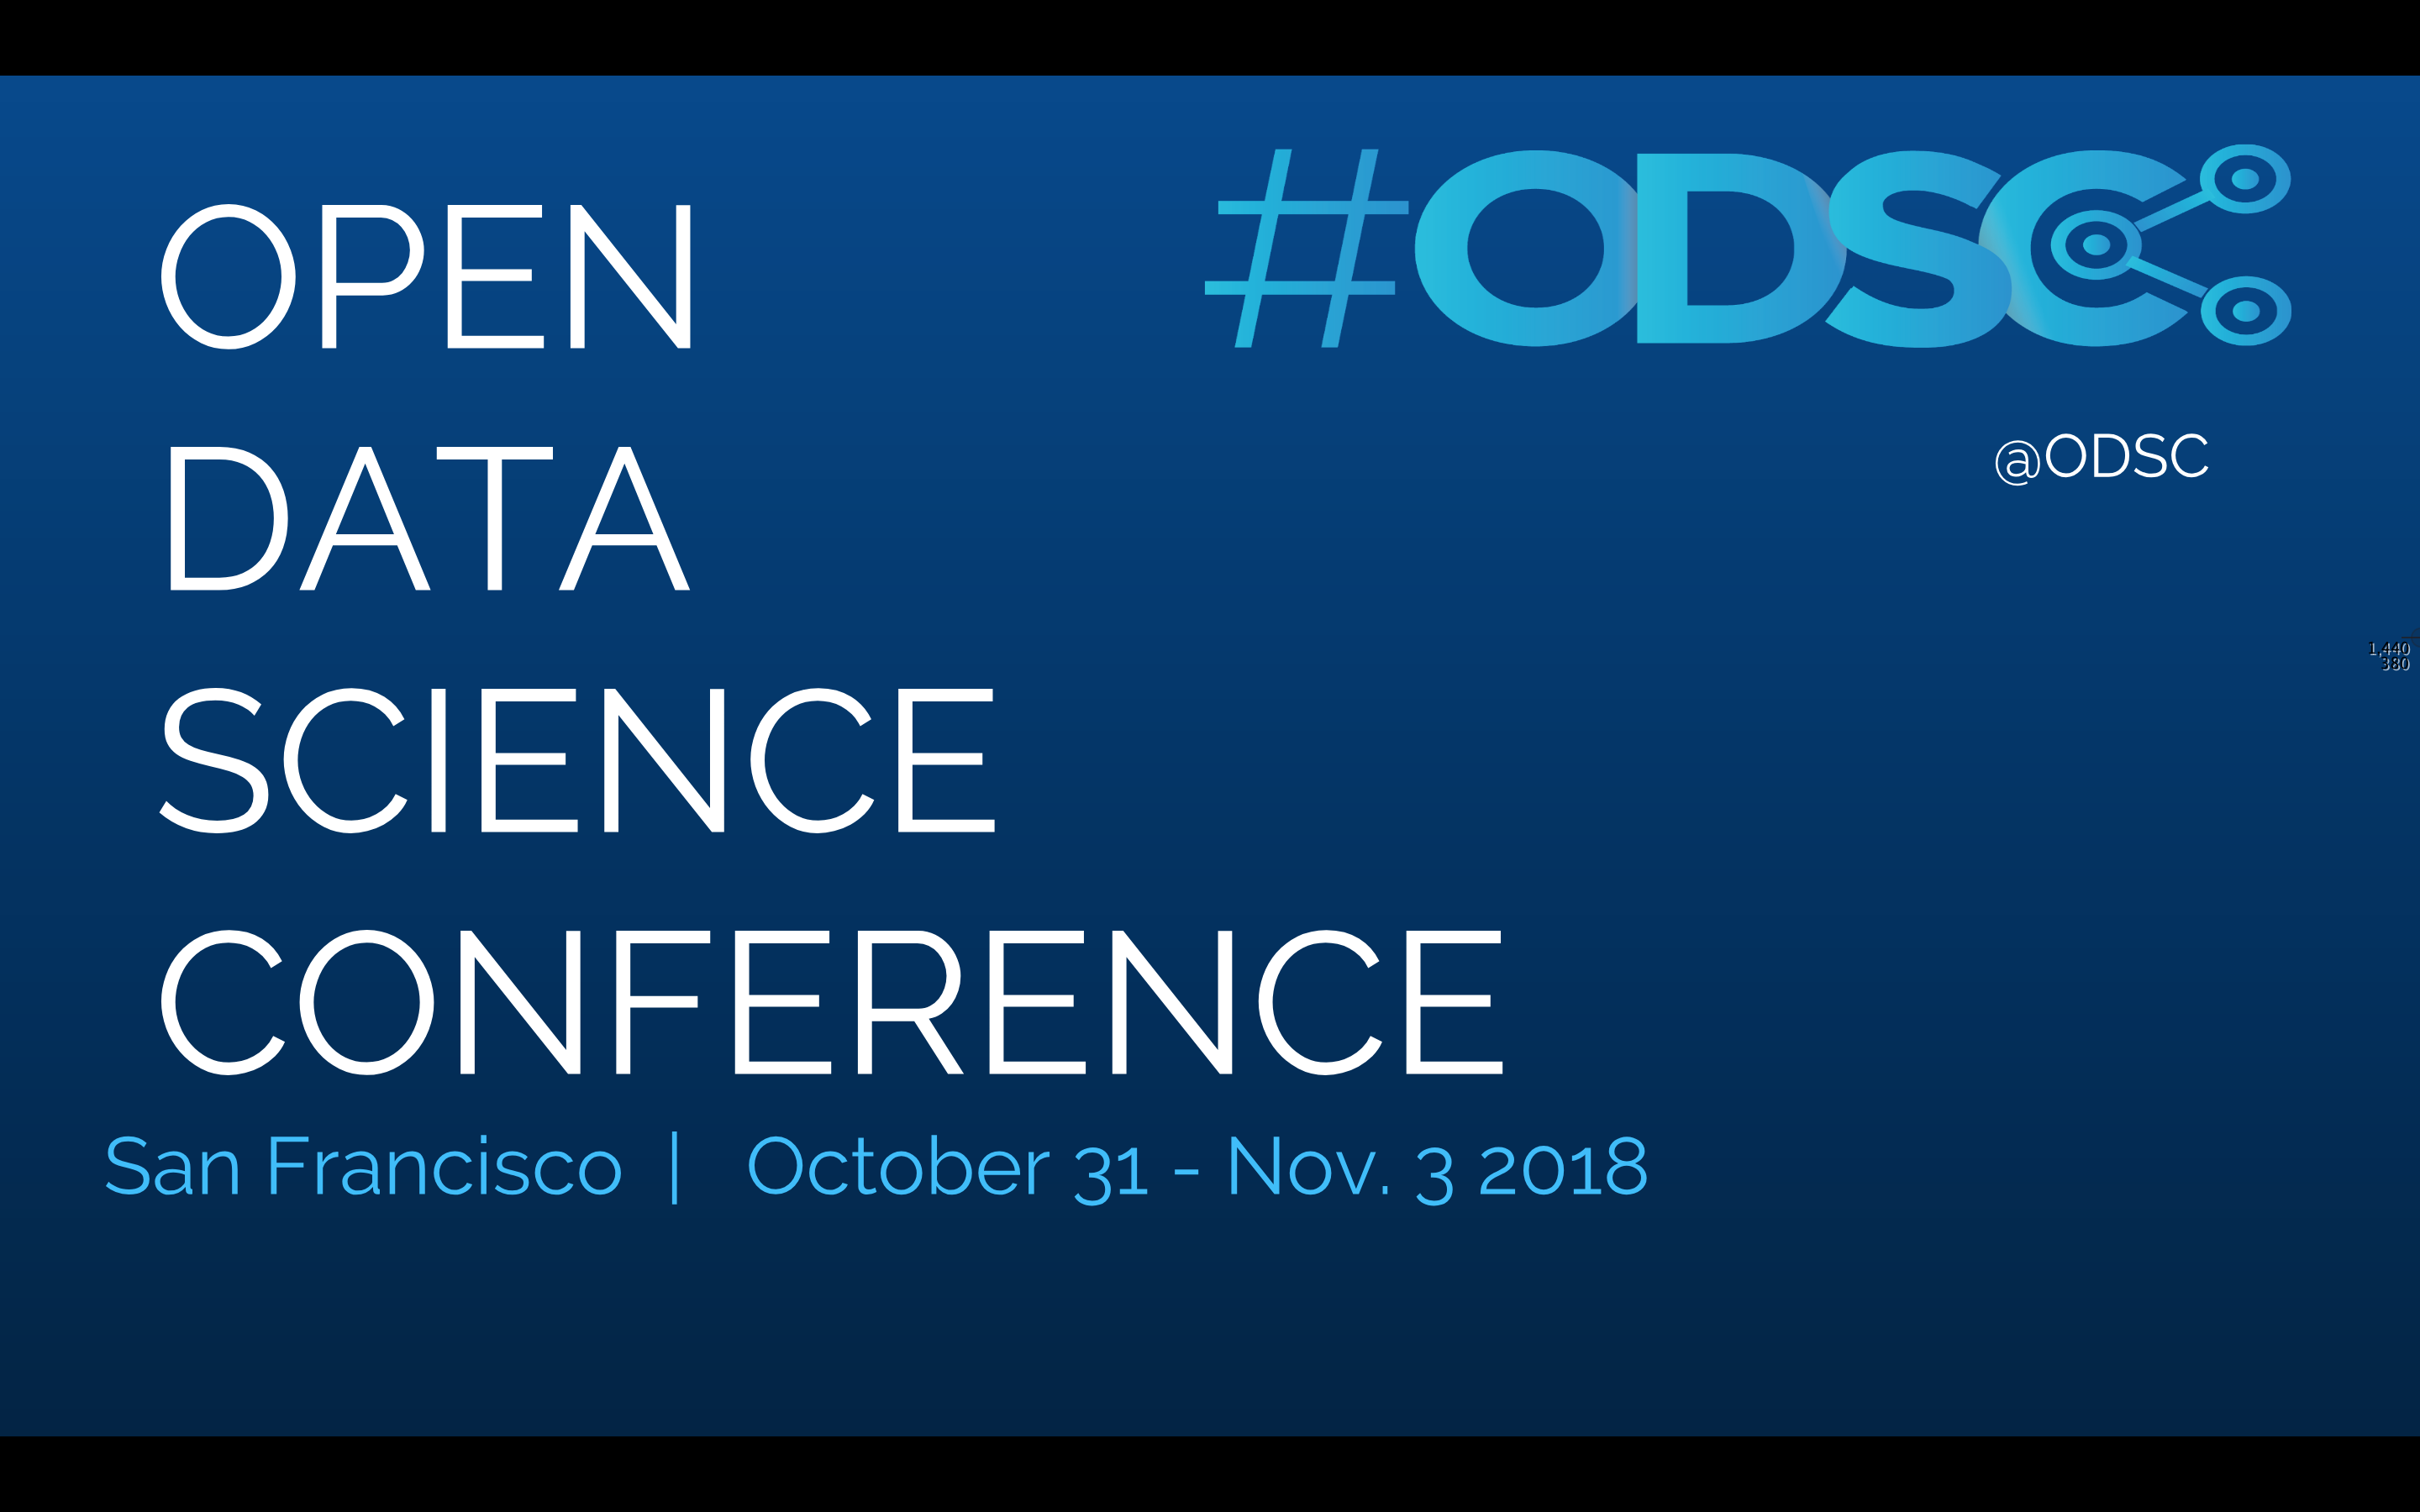 OPEN
#ODSC
DATA
@ODSC
SCIENCE
1,440
380
CONFERENCE
San Francisco | October 31 - Nov. 3 2018